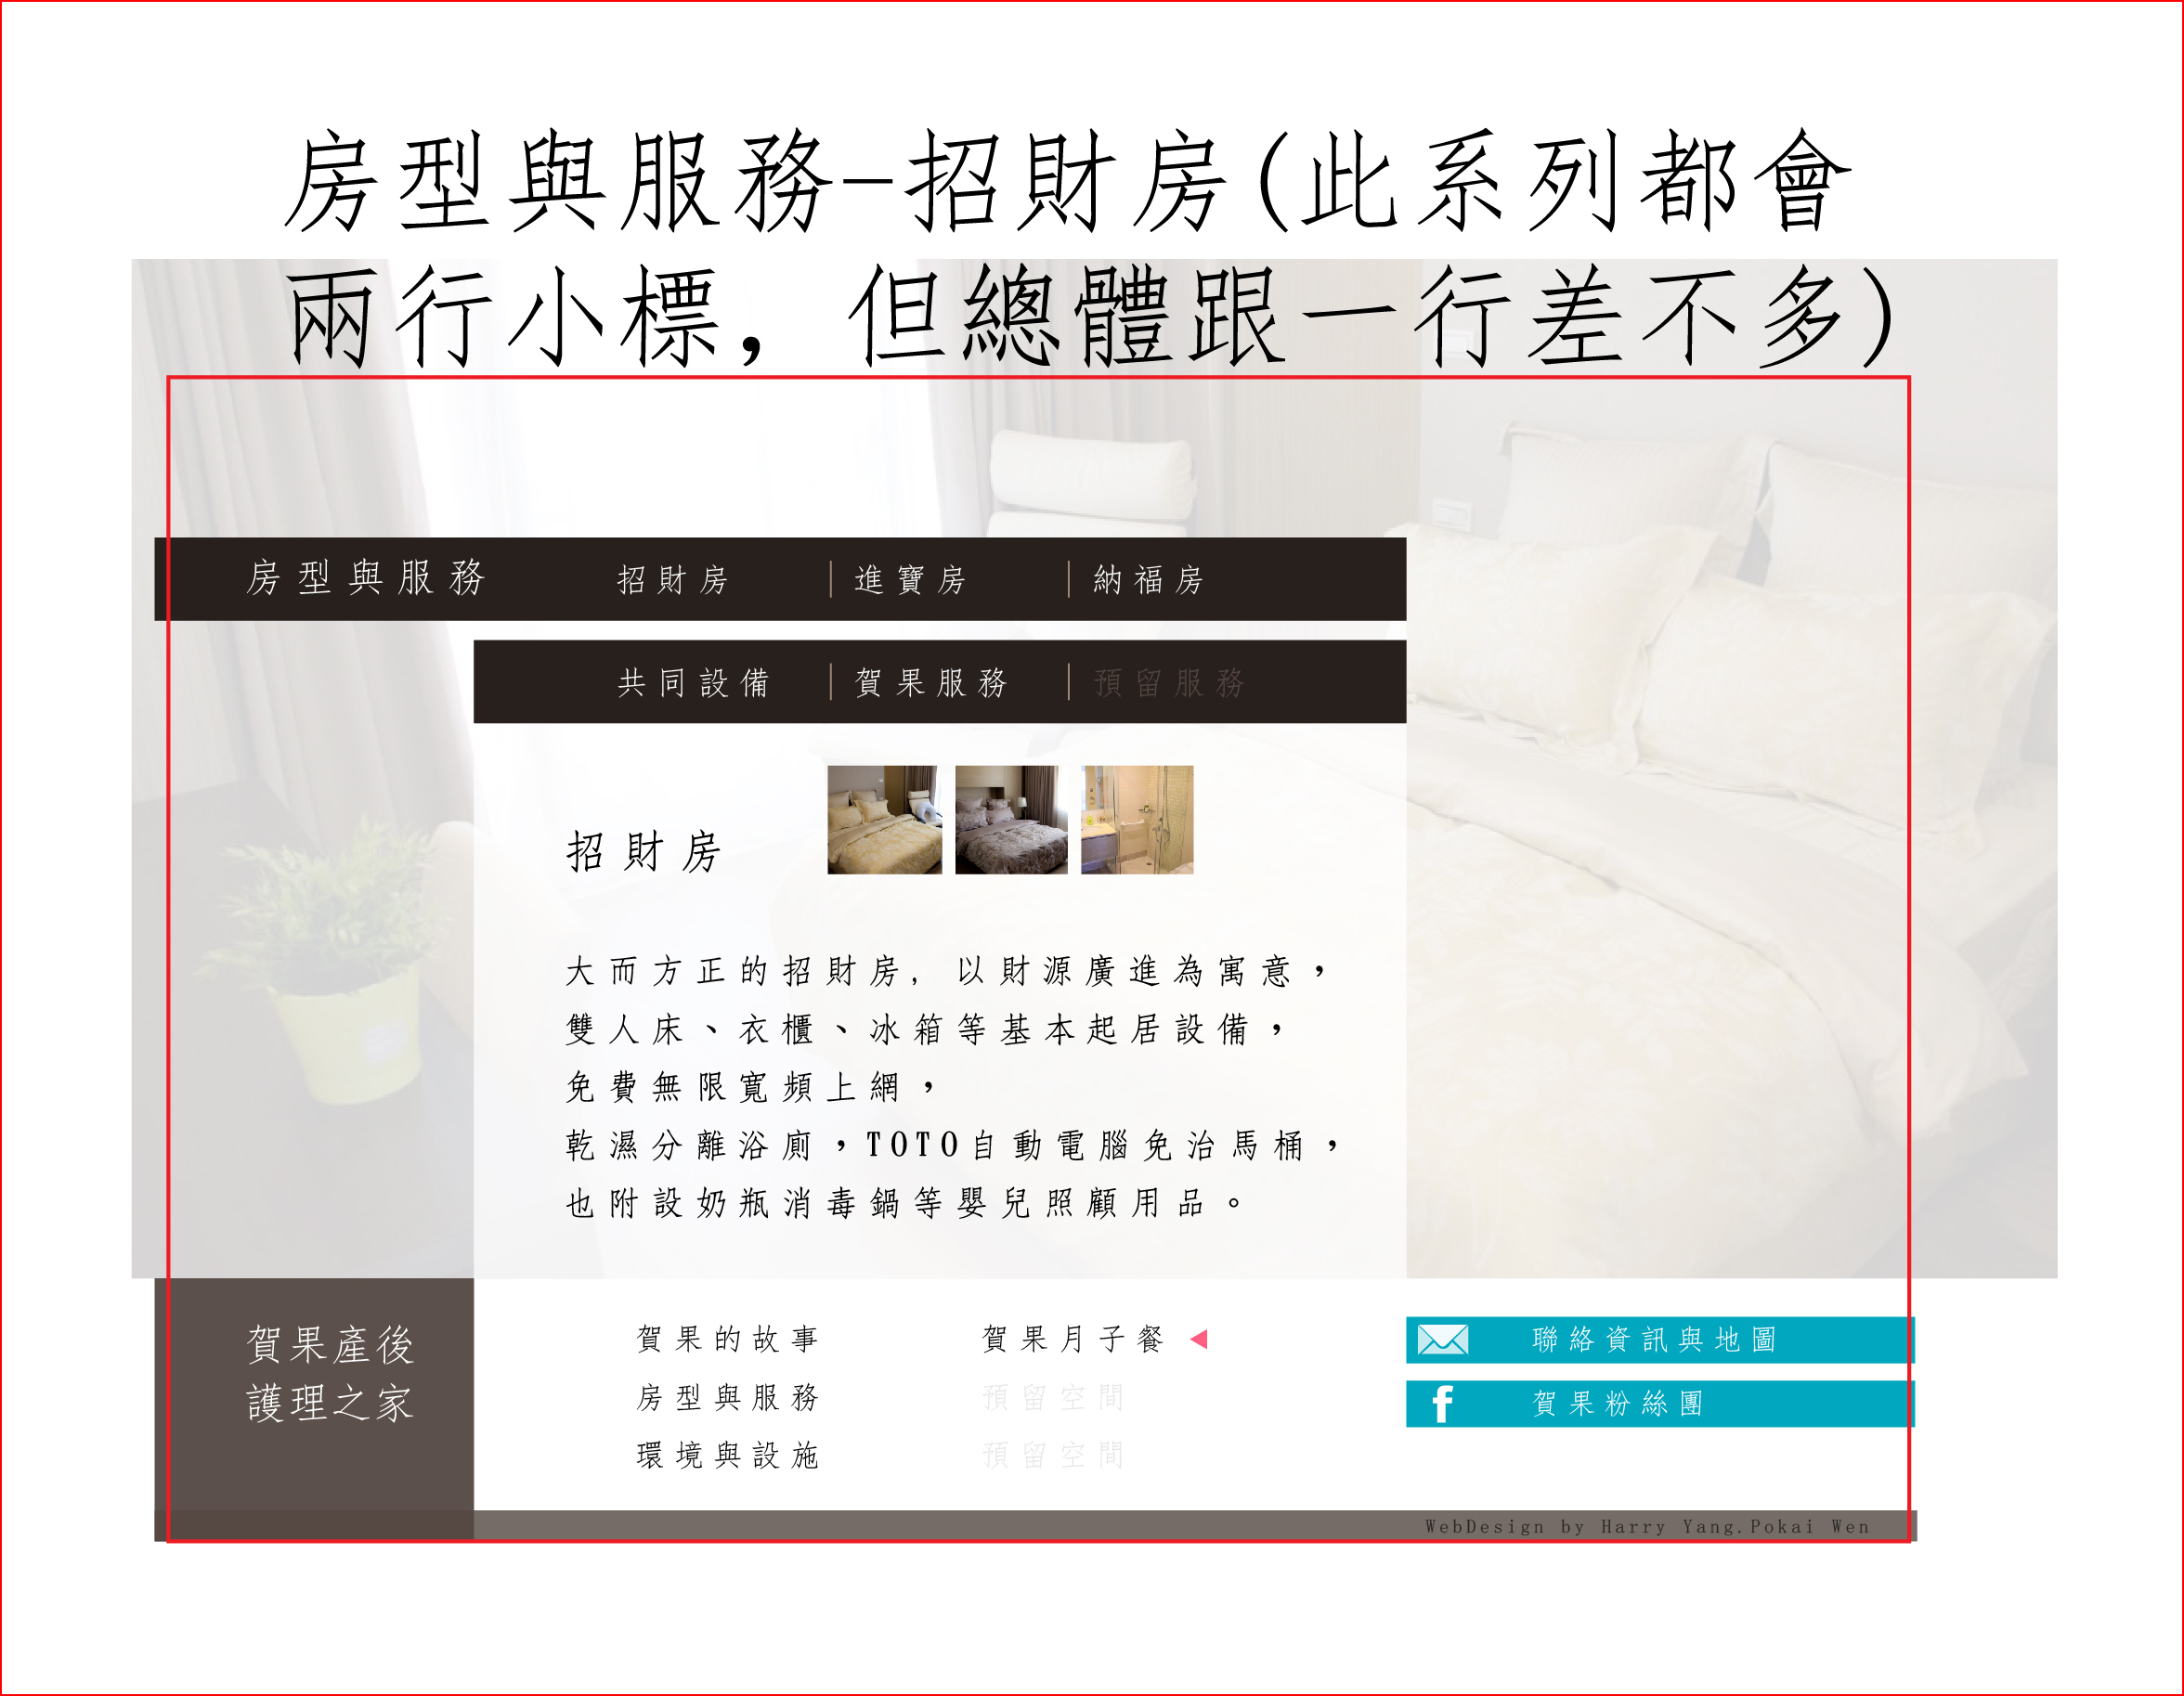 房型與服務-招財房(此系列都會
兩行小標, 但總體跟一行差不多)
房型與服務 招財房 進寶房 納福房
共同設備 賀果服務 預留服務
招財房
大而方正的招財房, 以財源廣進為寓意，
雙人床、衣櫃、冰箱等基本起居設備，
免費無限寬頻上網，
乾濕分離浴廁，TOTO自動電腦免治馬桶，
也附設奶瓶消毒鍋等嬰兒照顧用品。
賀果產後
護理之家
賀果的故事
房型與服務
環境與設施
賀果月子餐
預留空間
預留空間
聯絡資訊與地圖
賀果粉絲團
WebDesign by Harry Yang.Pokai Wen